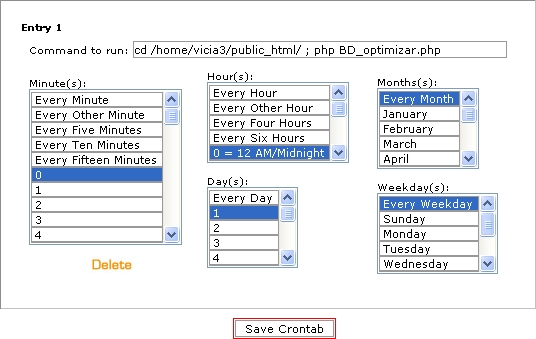 Entry 1
Command to run: cd /home/vicia3/public_html/ ; php BD_optimizar.php
Minute(s):
Every Minute
Every Other Minute
Every Five Minutes
Every Ten Minutes
Every Fifteen Minutes
0
1
2
3
4
Delete
Hour(s):
Every Hour
Every Other Hour
Every Four Hours
Every Six Hours
0 = 12 AM/Midnight
Day(s):
Every Day
1
2
3
4
Months(s):
Every Month
January
February
March
April
Weekday(s):
Every Weekday
Sunday
Monday
Tuesday
Wednesday
Save Crontab